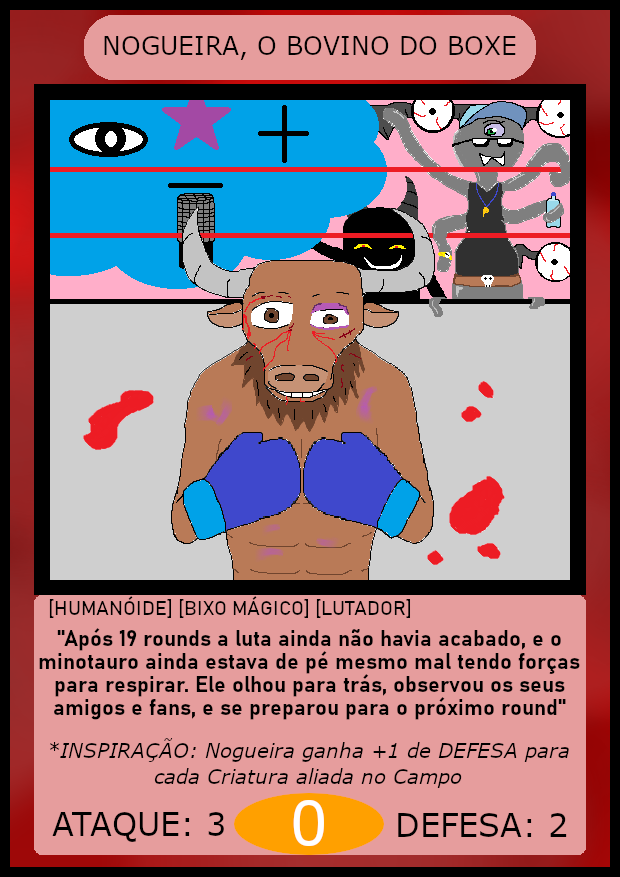 NOGUEIRA, O BOVINO DO BOXE
[HUMANÓIDE] [BIXO MÁGICO] [LUTADOR]
"Após 19 rounds a luta ainda não havia acabado, e o
minotauro ainda estava de pé mesmo mal tendo forças
para respirar. Ele olhou para trás, observou os seus
amigos e fans, e se preparou para o próximo round"
*INSPIRAÇÃO: Nogueira ganha +1 de DEFESA para
cada Criatura aliada no Campo
ATAQUE: 3 0 DEFESA: 2